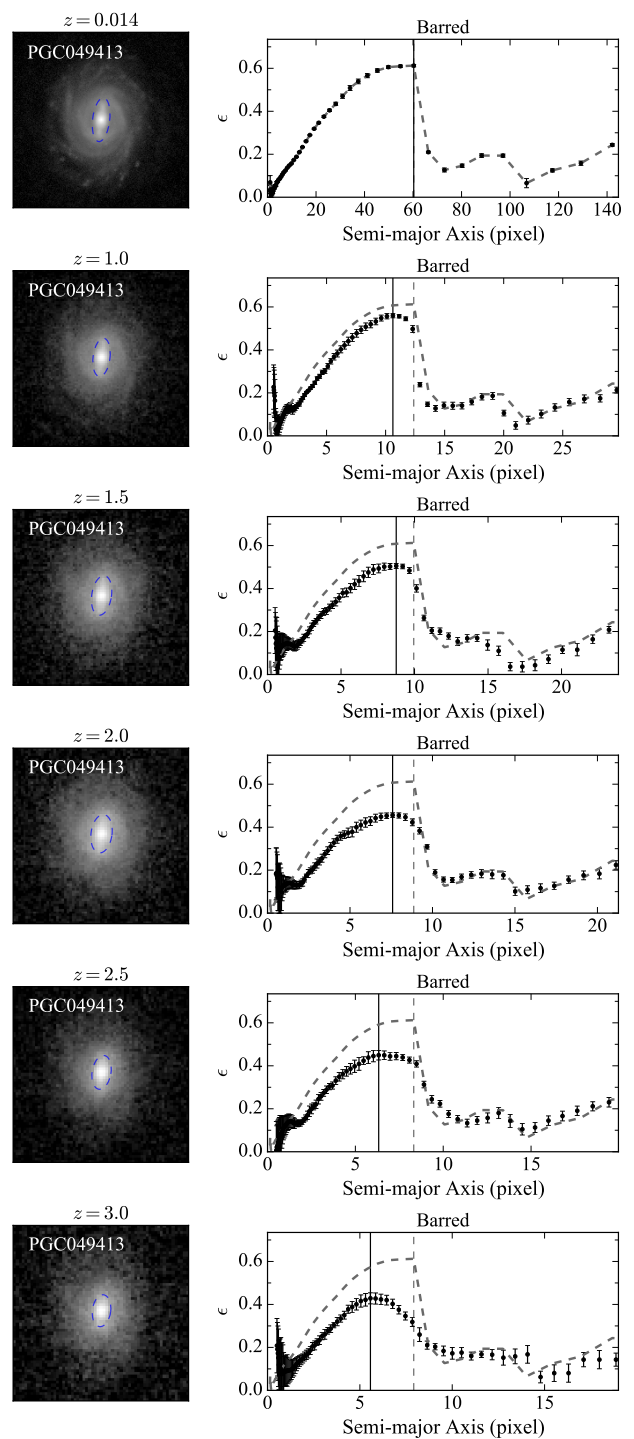 z = 0.014
PGC049413
Barred
ϵ
0.6
0.4
0.2
0.0
0 20 40 60 80 100 120 140
Semi-major Axis (pixel)
z = 1.0
PGC049413
Barred
ϵ
0.6
0.4
0.2
0.0
0 5 10 15 20 25
Semi-major Axis (pixel)
z = 1.5
PGC049413
Barred
ϵ
0.6
0.4
0.2
0.0
0 5 10 15 20
Semi-major Axis (pixel)
z = 2.0
PGC049413
Barred
ϵ
0.6
0.4
0.2
0.0
0 5 10 15 20
Semi-major Axis (pixel)
z = 2.5
PGC049413
Barred
ϵ
0.6
0.4
0.2
0.0
0 5 10 15
Semi-major Axis (pixel)
z = 3.0
PGC049413
Barred
ϵ
0.6
0.4
0.2
0.0
0 5 10 15
Semi-major Axis (pixel)